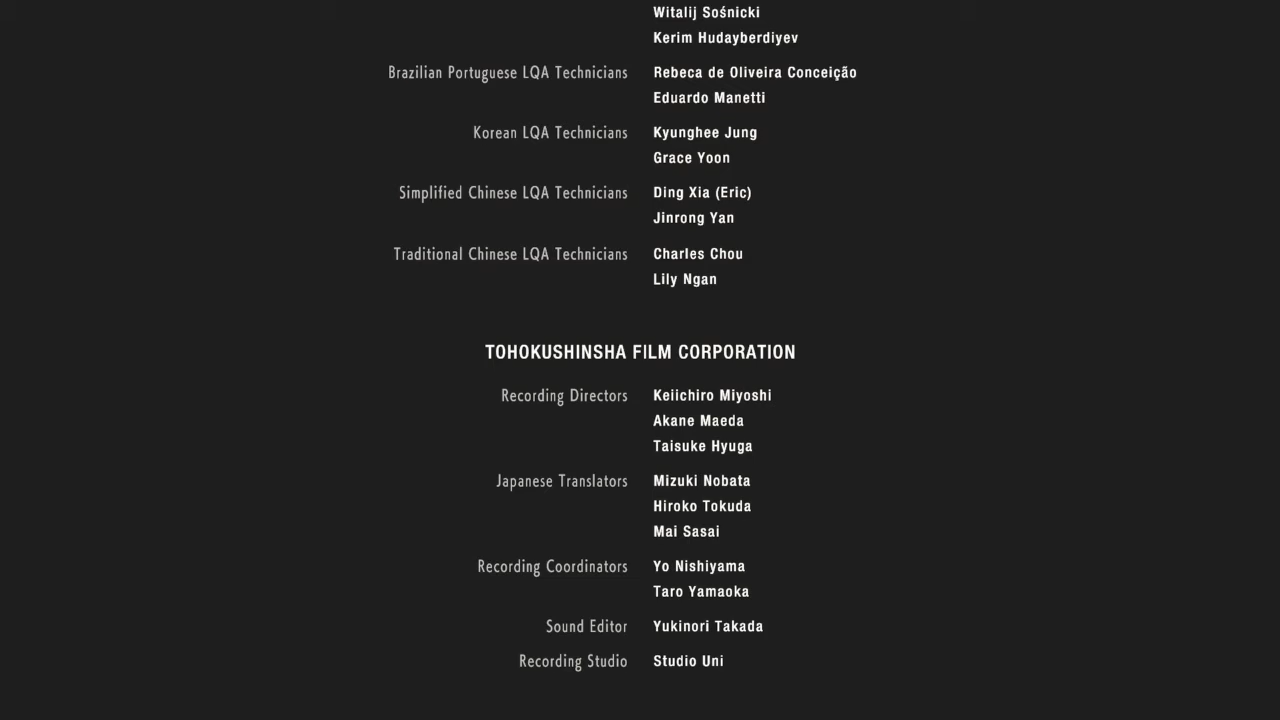 Witalij Sośnicki
Kerim Hudayberdiyev
Brazilian Portuguese LQA Technicians Rebeca de Oliveira Conceição
Eduardo Manetti
Korean LQA Technicians Kyunghee Jung
Grace Yoon
Simplified Chinese LQA Technicians Ding Xia (Eric)
Jinrong Yan
Traditional Chinese LQA Technicians Charles Chou
Lily Ngan
TOHOKUSHINSHA FILM CORPORATION
Recording Directors Keiichiro Miyoshi
Akane Maeda
Taisuke Hyuga
Japanese Translators Mizuki Nobata
Hiroko Tokuda
Mai Sasai
Recording Coordinators Yo Nishiyama
Taro Yamaoka
Sound Editor Yukinori Takada
Recording Studio Studio Uni